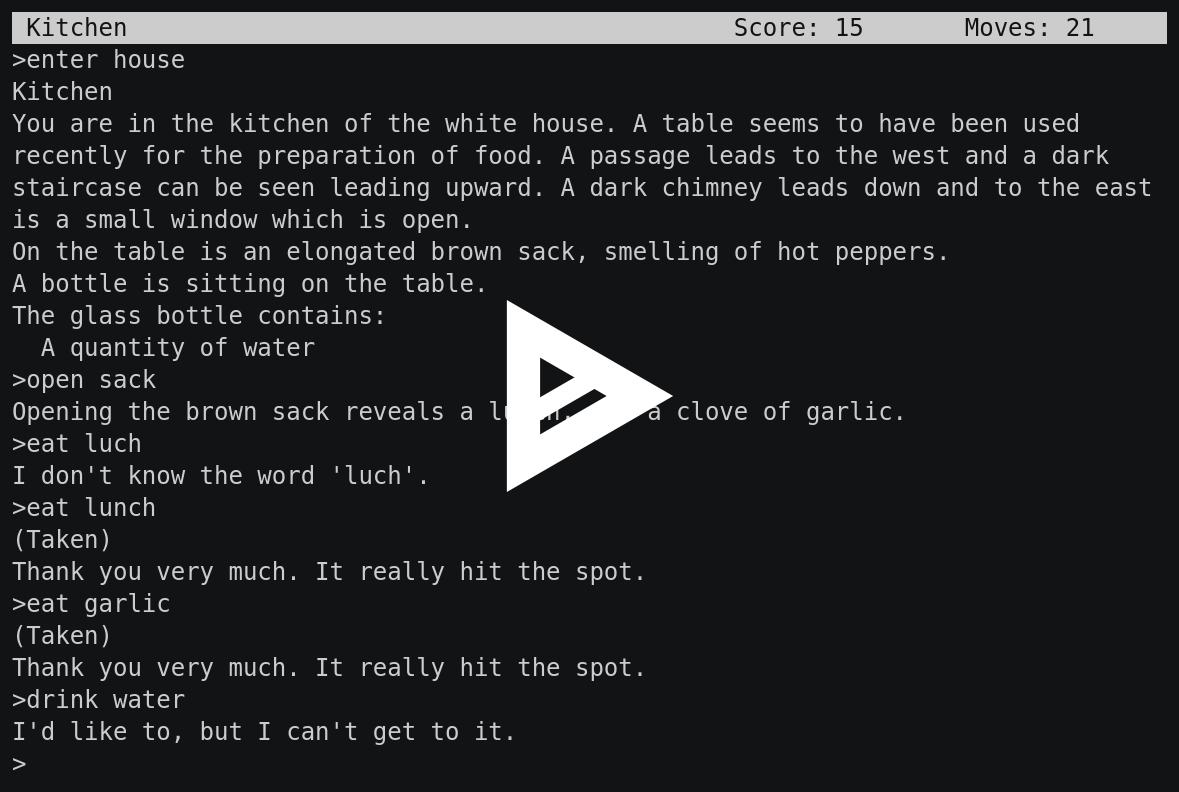 Kitchen Score: 15 Moves: 21
>enter house
Kitchen
You are in the kitchen of the white house. A table seems to have been used
recently for the preparation of food. A passage leads to the west and a dark
staircase can be seen leading upward. A dark chimney leads down and to the east
is a small window which is open.
On the table is an elongated brown sack, smelling of hot peppers.
A bottle is sitting on the table.
The glass bottle contains:
  A quantity of water
>open sack
Opening the brown sack reveals a a clove of garlic.
>eat luch
I don't know the word 'luch'.
>eat lunch
(Taken)
Thank you very much. It really hit the spot.
>eat garlic
(Taken)
Thank you very much. It really hit the spot.
>drink water
I'd like to, but I can't get to it.
>